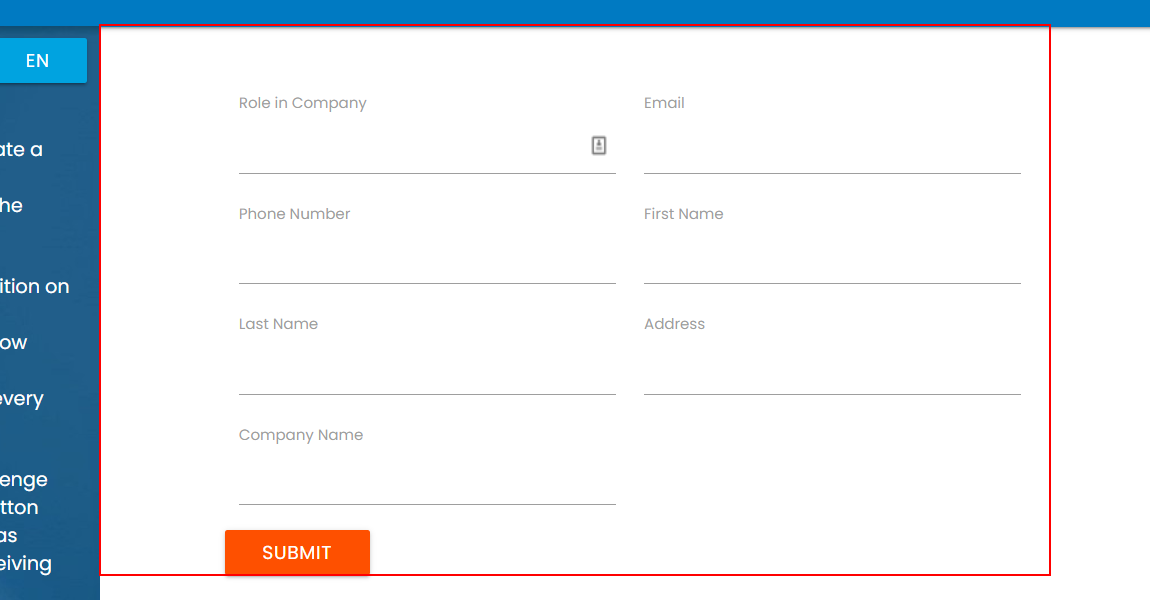 EN
ate a
he
ition on
ow
every
enge
tton
as
eiving
Role in Company
Email
Phone Number
First Name
Last Name
Address
Company Name
SUBMIT